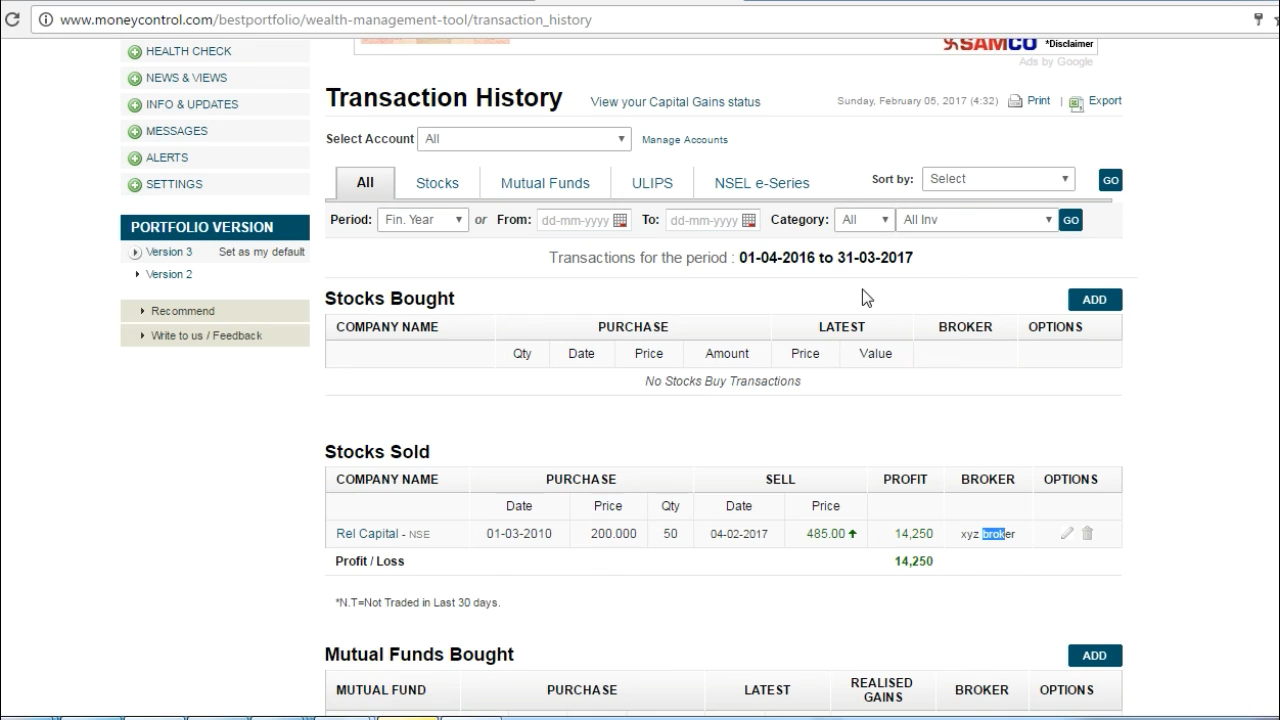 www.moneycontrol.com/bestportfolio/wealth-management-tool/transaction_history
HEALTH CHECK
NEWS & VIEWS
INFO & UPDATES
MESSAGES
ALERTS
SETTINGS
PORTFOLIO VERSION
Version 3 Set as my default
Version 2
Recommend
Write to us / Feedback
SAMCO *Disclaimer
Ads by Google
Transaction History View your Capital Gains status Sunday, February 05, 2017 (4:32) Print | Export
Select Account All Manage Accounts
All Stocks Mutual Funds ULIPS NSEL e-Series Sort by: Select GO
Period: Fin. Year or From: dd-mm-yyyy To: dd-mm-yyyy Category: All All Inv GO
Transactions for the period : 01-04-2016 to 31-03-2017
Stocks Bought ADD
COMPANY NAME PURCHASE LATEST BROKER OPTIONS
Qty Date Price Amount Price Value
No Stocks Buy Transactions
Stocks Sold
COMPANY NAME PURCHASE SELL PROFIT BROKER OPTIONS
Date Price Qty Date Price
Rel Capital - NSE 01-03-2010 200.000 50 04-02-2017 485.00 14,250 xyz broker
Profit / Loss 14,250
*N.T=Not Traded in Last 30 days.
Mutual Funds Bought ADD
MUTUAL FUND PURCHASE LATEST REALISED GAINS BROKER OPTIONS